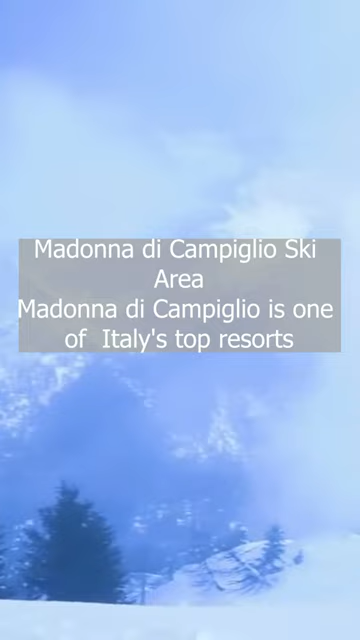 Madonna di Campiglio Ski
Area
Madonna di Campiglio is one
of  Italy's top resorts